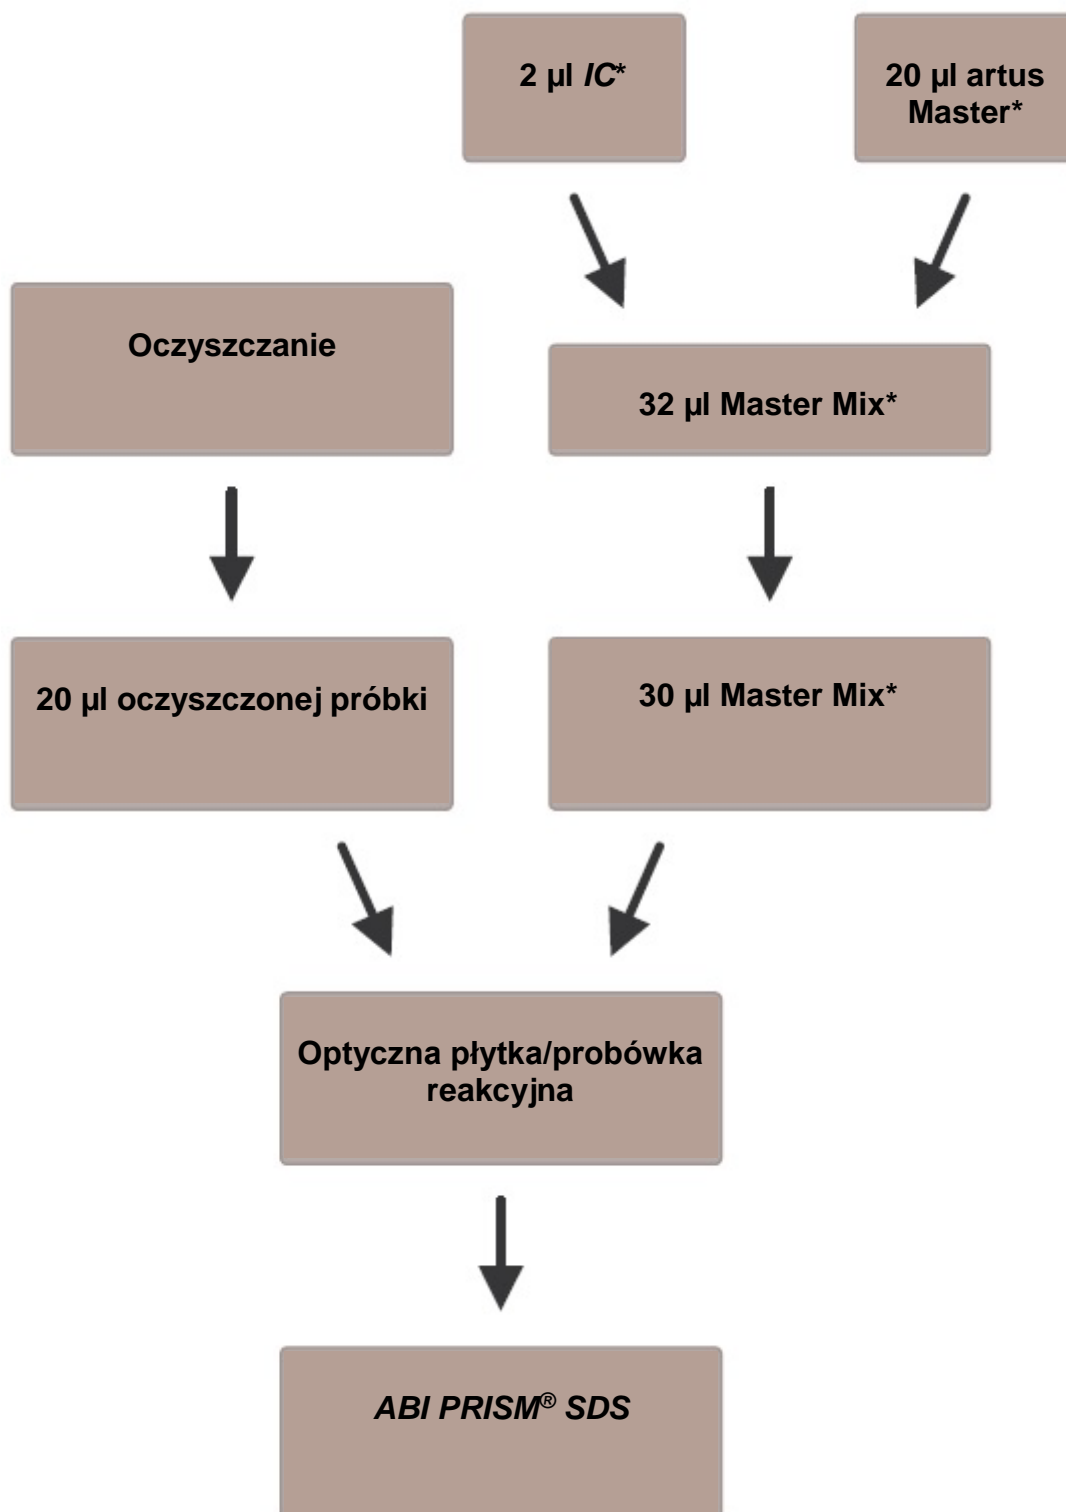 2 µl IC*
20 µl artus
Master*
Oczyszczanie
32 µl Master Mix*
20 µl oczyszczonej próbki
30 µl Master Mix*
Optyczna płytka/probówka
reakcyjna
ABI PRISM® SDS